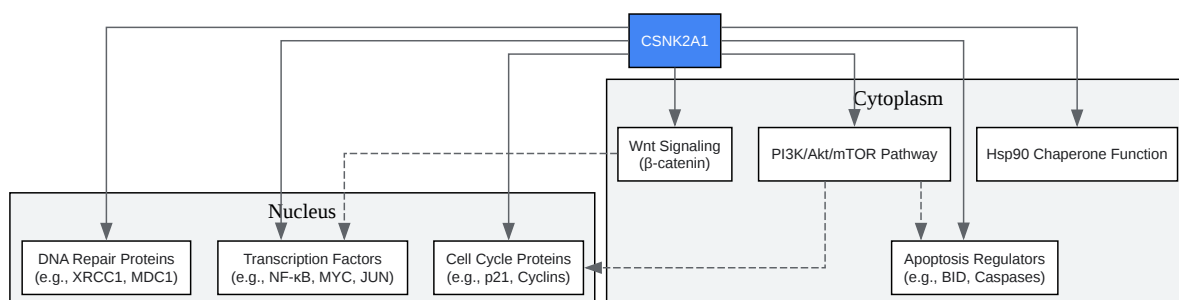 CSNK2A1
Cytoplasm
Wnt Signaling
(β-catenin)
PI3K/Akt/mTOR Pathway
Hsp90 Chaperone Function
Nucleus
DNA Repair Proteins
(e.g., XRCC1, MDC1)
Transcription Factors
(e.g., NF-κB, MYC, JUN)
Cell Cycle Proteins
(e.g., p21, Cyclins)
Apoptosis Regulators
(e.g., BID, Caspases)